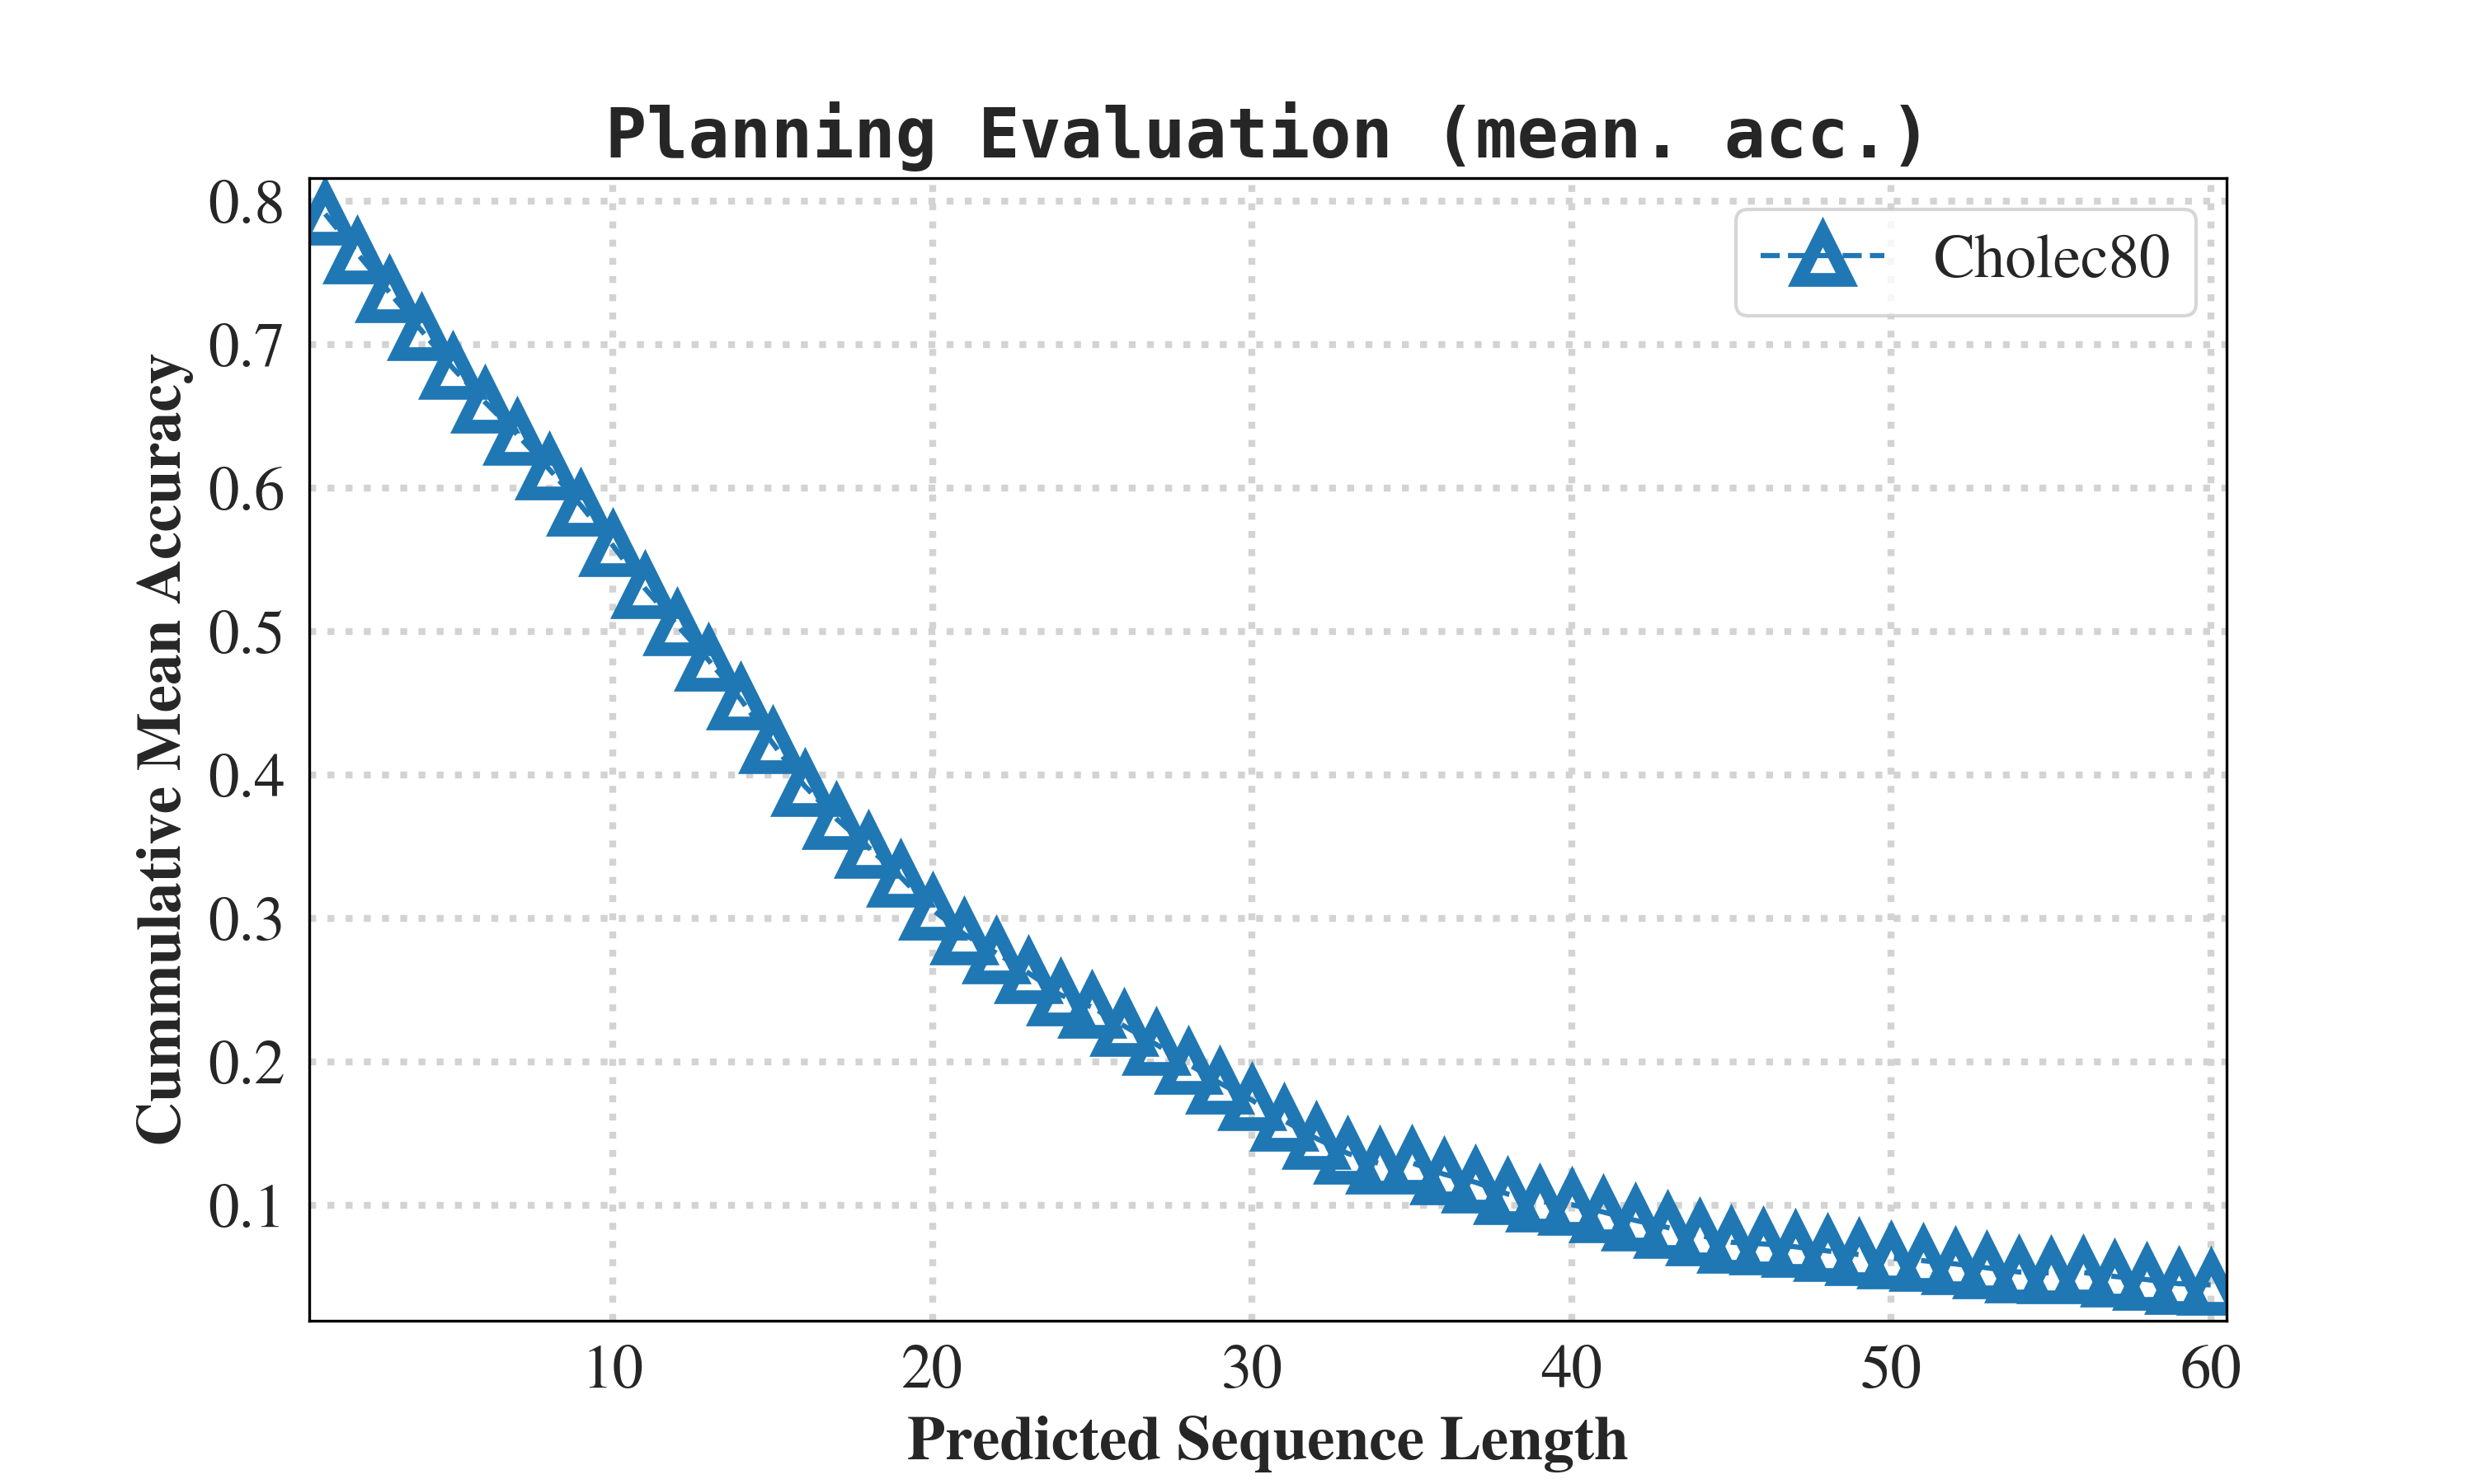 Planning Evaluation (mean. acc.)
Cholec80
Cummulative Mean Accuracy
0.8
0.7
0.6
0.5
0.4
0.3
0.2
0.1
10 20 30 40 50 60
Predicted Sequence Length